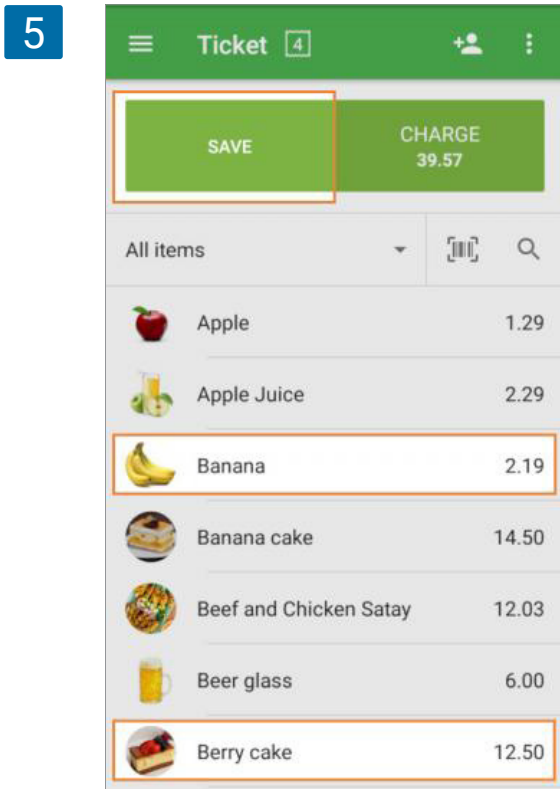 5
Ticket 4
SAVE
CHARGE
39.57
All items
Apple 1.29
Apple Juice 2.29
Banana 2.19
Banana cake 14.50
Beef and Chicken Satay 12.03
Beer glass 6.00
Berry cake 12.50